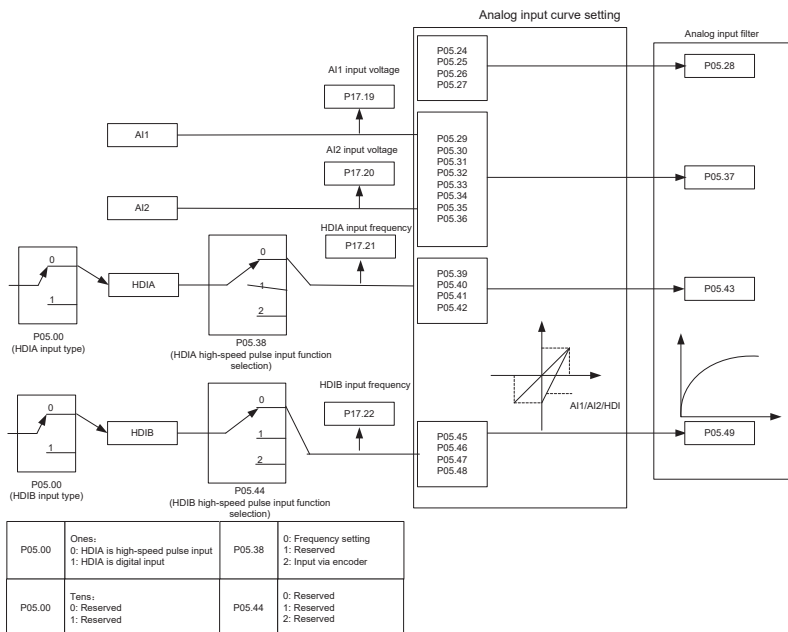 Analog input curve setting
Analog input filter
P05.24
P05.25
P05.26
P05.27
P05.28
AI1 input voltage
P17.19
AI1
AI2 input voltage
P17.20
AI2
P05.29
P05.30
P05.31
P05.32
P05.33
P05.34
P05.35
P05.36
P05.37
HDIA input frequency
P17.21
0
1
HDIA
0
1
2
P05.39
P05.40
P05.41
P05.42
P05.43
P05.00
(HDIA input type)
P05.38
(HDIA high-speed pulse input function
selection)
AI1/AI2/HDI
HDIB input frequency
P17.22
0
1
HDIB
0
1
2
P05.45
P05.46
P05.47
P05.48
P05.49
P05.00
(HDIB input type)
P05.44
(HDIB high-speed pulse input function
selection)
P05.00
Ones:
0: HDIA is high-speed pulse input
1: HDIA is digital input
P05.38
0: Frequency setting
1: Reserved
2: Input via encoder
P05.00
Tens:
0: Reserved
1: Reserved
P05.44
0: Reserved
1: Reserved
2: Reserved